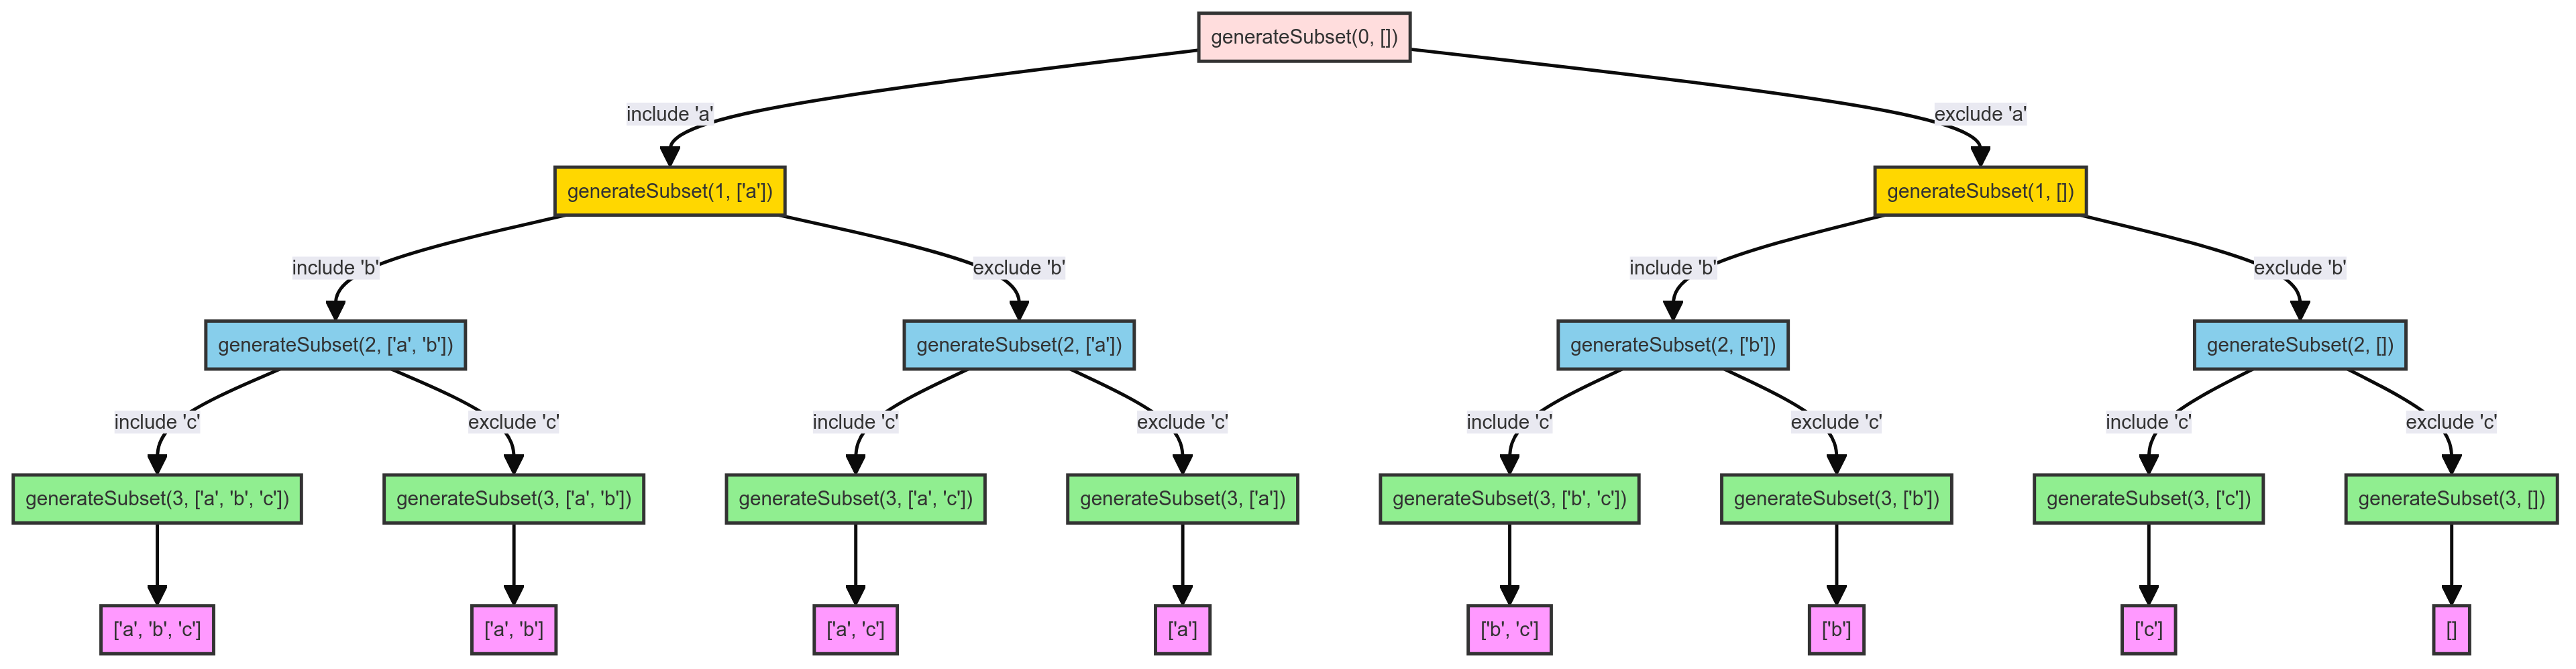 generateSubset(0, [])
include 'a'
exclude 'a'
generateSubset(1, ['a'])
generateSubset(1, [])
include 'b'
exclude 'b'
include 'b'
exclude 'b'
generateSubset(2, ['a', 'b'])
generateSubset(2, ['a'])
generateSubset(2, ['b'])
generateSubset(2, [])
include 'c'
exclude 'c'
include 'c'
exclude 'c'
include 'c'
exclude 'c'
include 'c'
exclude 'c'
generateSubset(3, ['a', 'b', 'c'])
generateSubset(3, ['a', 'b'])
generateSubset(3, ['a', 'c'])
generateSubset(3, ['a'])
generateSubset(3, ['b', 'c'])
generateSubset(3, ['b'])
generateSubset(3, ['c'])
generateSubset(3, [])
['a', 'b', 'c']
['a', 'b']
['a', 'c']
['a']
['b', 'c']
['b']
['c']
[]